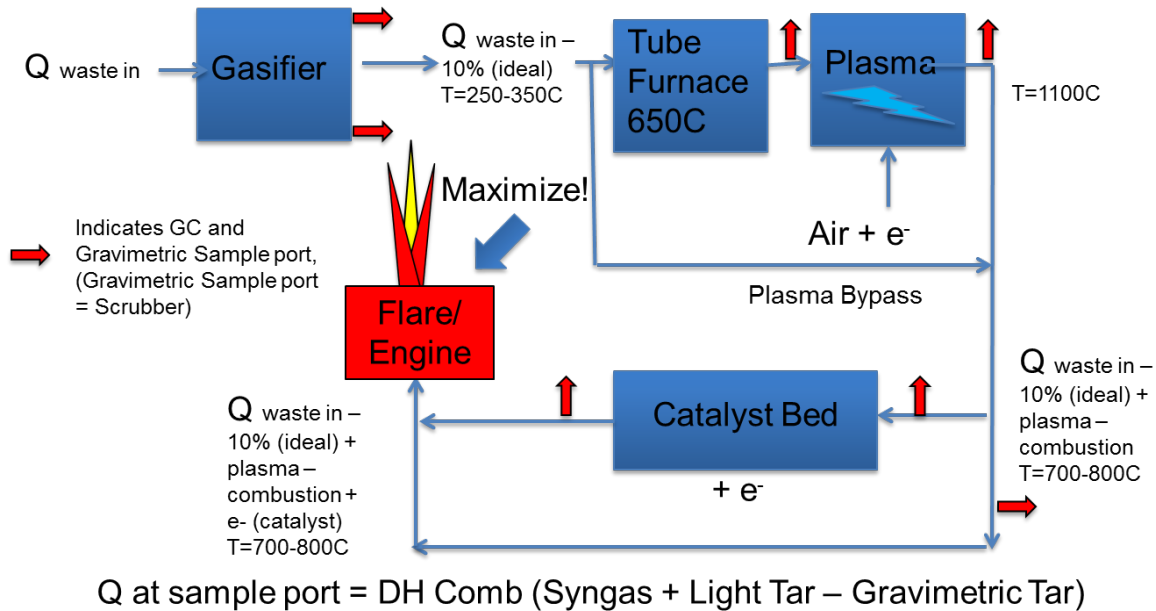 Q waste in
Gasifier
Q waste in –
10% (ideal)
T=250-350C
Tube
Furnace
650C
Plasma
T=1100C
Air + e-
Plasma Bypass
Maximize!
Indicates GC and
Gravimetric Sample port,
(Gravimetric Sample port
= Scrubber)
Flare/
Engine
Q waste in –
10% (ideal) +
plasma –
combustion +
e- (catalyst)
T=700-800C
Catalyst Bed
+ e-
Q waste in –
10% (ideal) +
plasma –
combustion
T=700-800C
Q at sample port = DH Comb (Syngas + Light Tar – Gravimetric Tar)